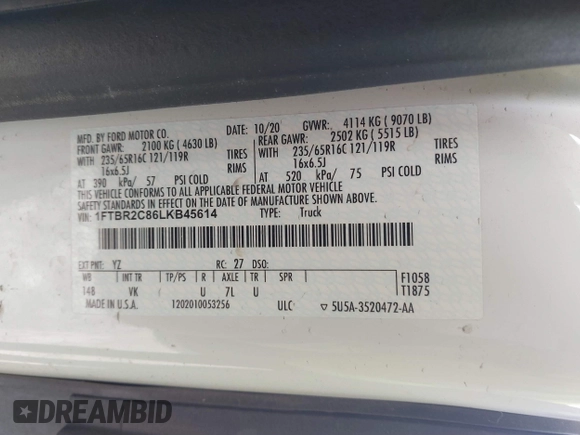 MFD. BY FORD MOTOR CO. DATE: 10/20 GVWR: 4114 KG ( 9070 LB)
FRONT GAWR: 2100 KG ( 4630 LB) REAR GAWR: 2502 KG ( 5515 LB)
WITH 235/65R16C 121/119R TIRES WITH 235/65R16C 121/119R TIRES
16x6.5J RIMS 16x6.5J RIMS
AT 390 kPa/ 57 PSI COLD AT 520 kPa/ 75 PSI COLD
THIS VEHICLE CONFORMS TO ALL APPLICABLE FEDERAL MOTOR VEHICLE
SAFETY STANDARDS IN EFFECT ON THE DATE OF MANUFACTURE SHOWN ABOVE.
VIN: 1FTBR2C86LKB45614 TYPE: Truck
EXT PNT: YZ RC: 27 DSO:
WB INT TR TP/PS R AXLE TR SPR F1058
148 VK U 7L U T1875
MADE IN U.S.A. 1202010053256 ULC ▽ 5U5A-3520472-AA
DREAMBID